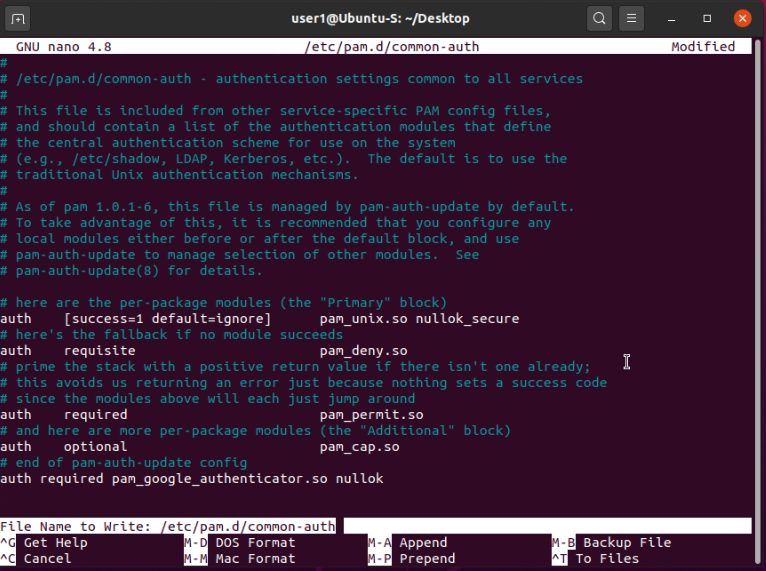 user1@Ubuntu-S: ~/Desktop
GNU nano 4.8 /etc/pam.d/common-auth Modified
#
# /etc/pam.d/common-auth - authentication settings common to all services
#
# This file is included from other service-specific PAM config files,
# and should contain a list of the authentication modules that define
# the central authentication scheme for use on the system
# (e.g., /etc/shadow, LDAP, Kerberos, etc.).  The default is to use the
# traditional Unix authentication mechanisms.
#
# As of pam 1.0.1-6, this file is managed by pam-auth-update by default.
# To take advantage of this, it is recommended that you configure any
# local modules either before or after the default block, and use
# pam-auth-update to manage selection of other modules.  See
# pam-auth-update(8) for details.
# here are the per-package modules (the "Primary" block)
auth    [success=1 default=ignore]      pam_unix.so nullok_secure
# here's the fallback if no module succeeds
auth    requisite                       pam_deny.so
# prime the stack with a positive return value if there isn't one already;
# this avoids us returning an error just because nothing sets a success code
# since the modules above will each just jump around
auth    required                        pam_permit.so
# and here are more per-package modules (the "Additional" block)
auth    optional                        pam_cap.so
# end of pam-auth-update config
auth required pam_google_authenticator.so nullok
File Name to Write: /etc/pam.d/common-auth
^G Get Help M-D DOS Format M-A Append M-B Backup File
^C Cancel M-M Mac Format M-P Prepend ^T To Files